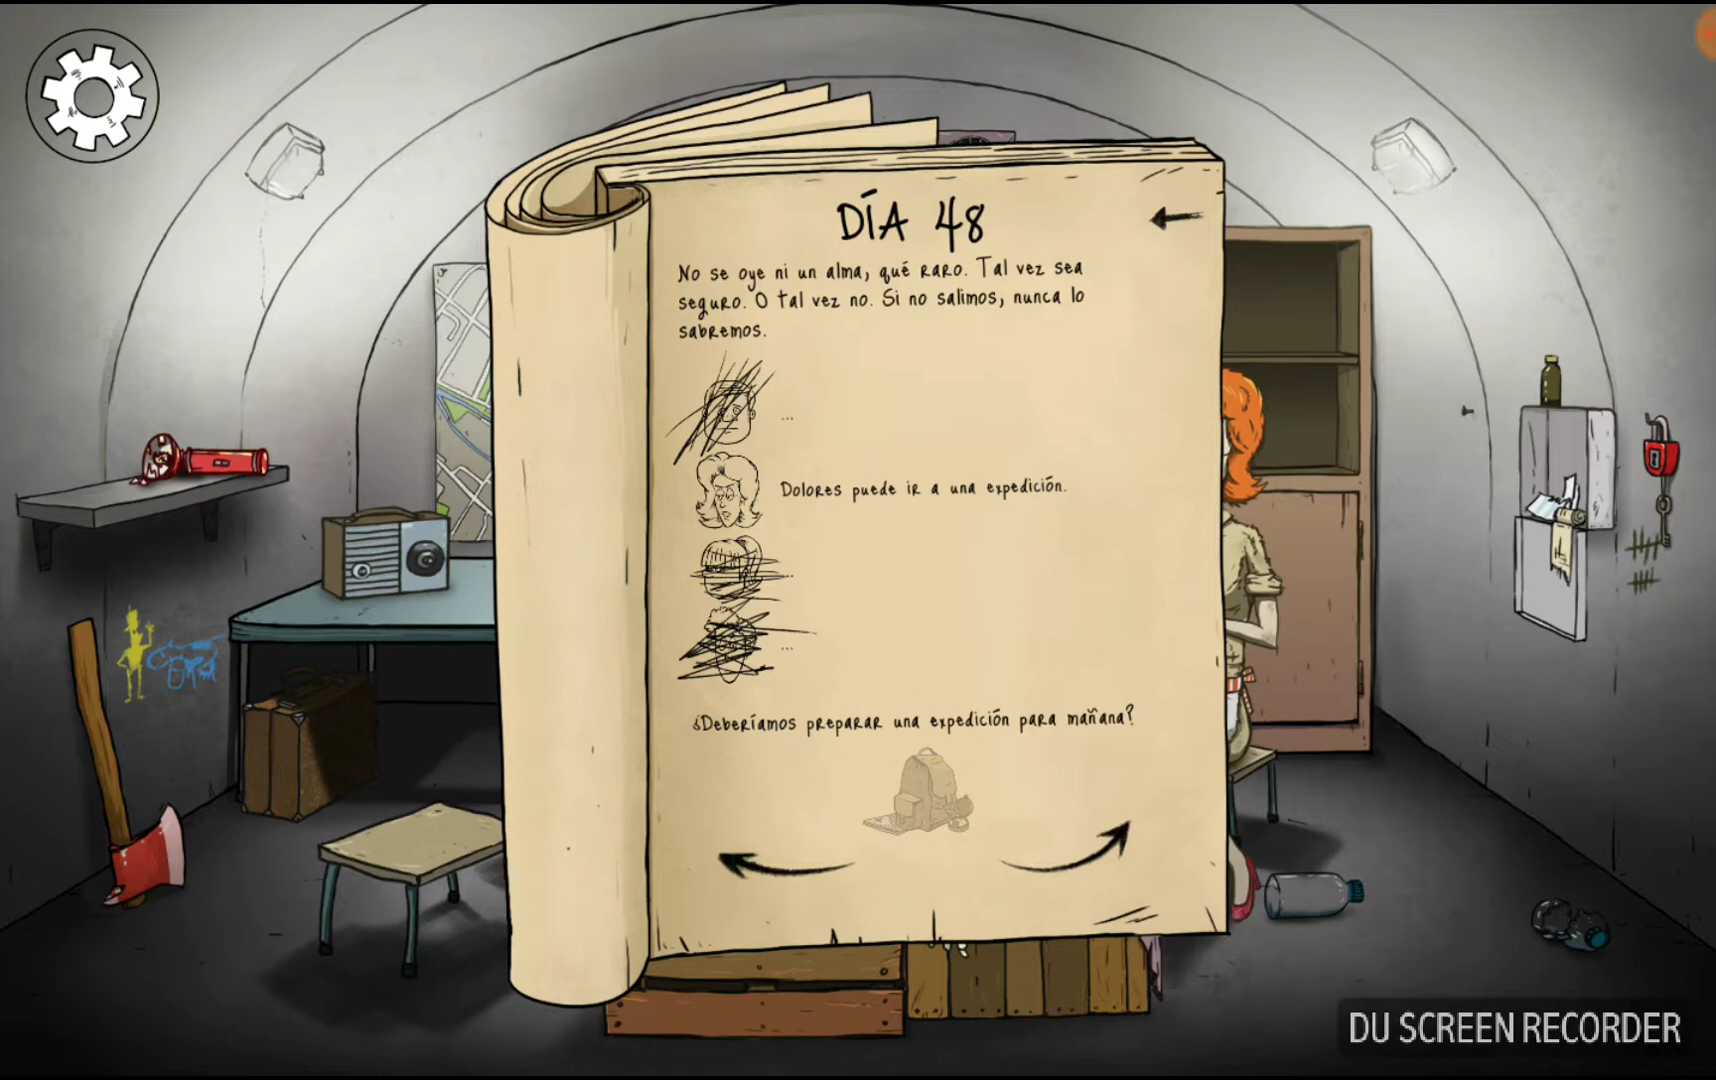 DÍA 48
No se oye ni un alma, qué raro. Tal vez sea
seguro. O tal vez no. Si no salimos, nunca lo
sabremos.
...
Dolores puede ir a una expedición.
...
...
¿Deberíamos preparar una expedición para mañana?
DU SCREEN RECORDER